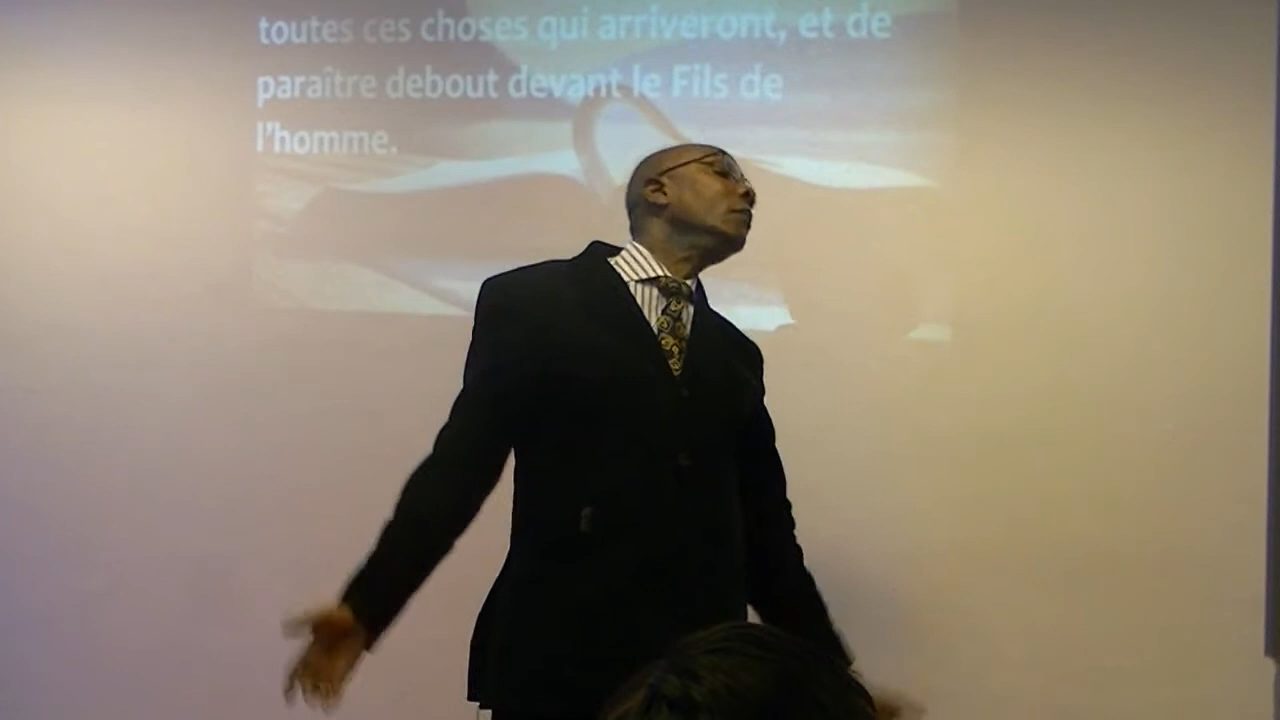 toutes ces choses qui arriveront, et de
paraître debout devant le Fils de
l'homme.